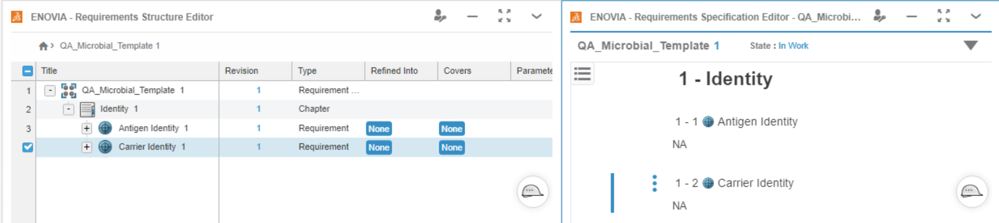 ENOVIA - Requirements Structure Editor
QA_Microbial_Template 1
Title Revision Type Refined Into Covers Paramete
1 - QA_Microbial_Template 1 1 Requirement ...
2 - Identity 1 1 Chapter
3 + Antigen Identity 1 1 Requirement None None
+ Carrier Identity 1 1 Requirement None None
ENOVIA - Requirements Specification Editor - QA_Microbi...
QA_Microbial_Template 1 State : In Work
1 - Identity
1 - 1 Antigen Identity
NA
1 - 2 Carrier Identity
NA